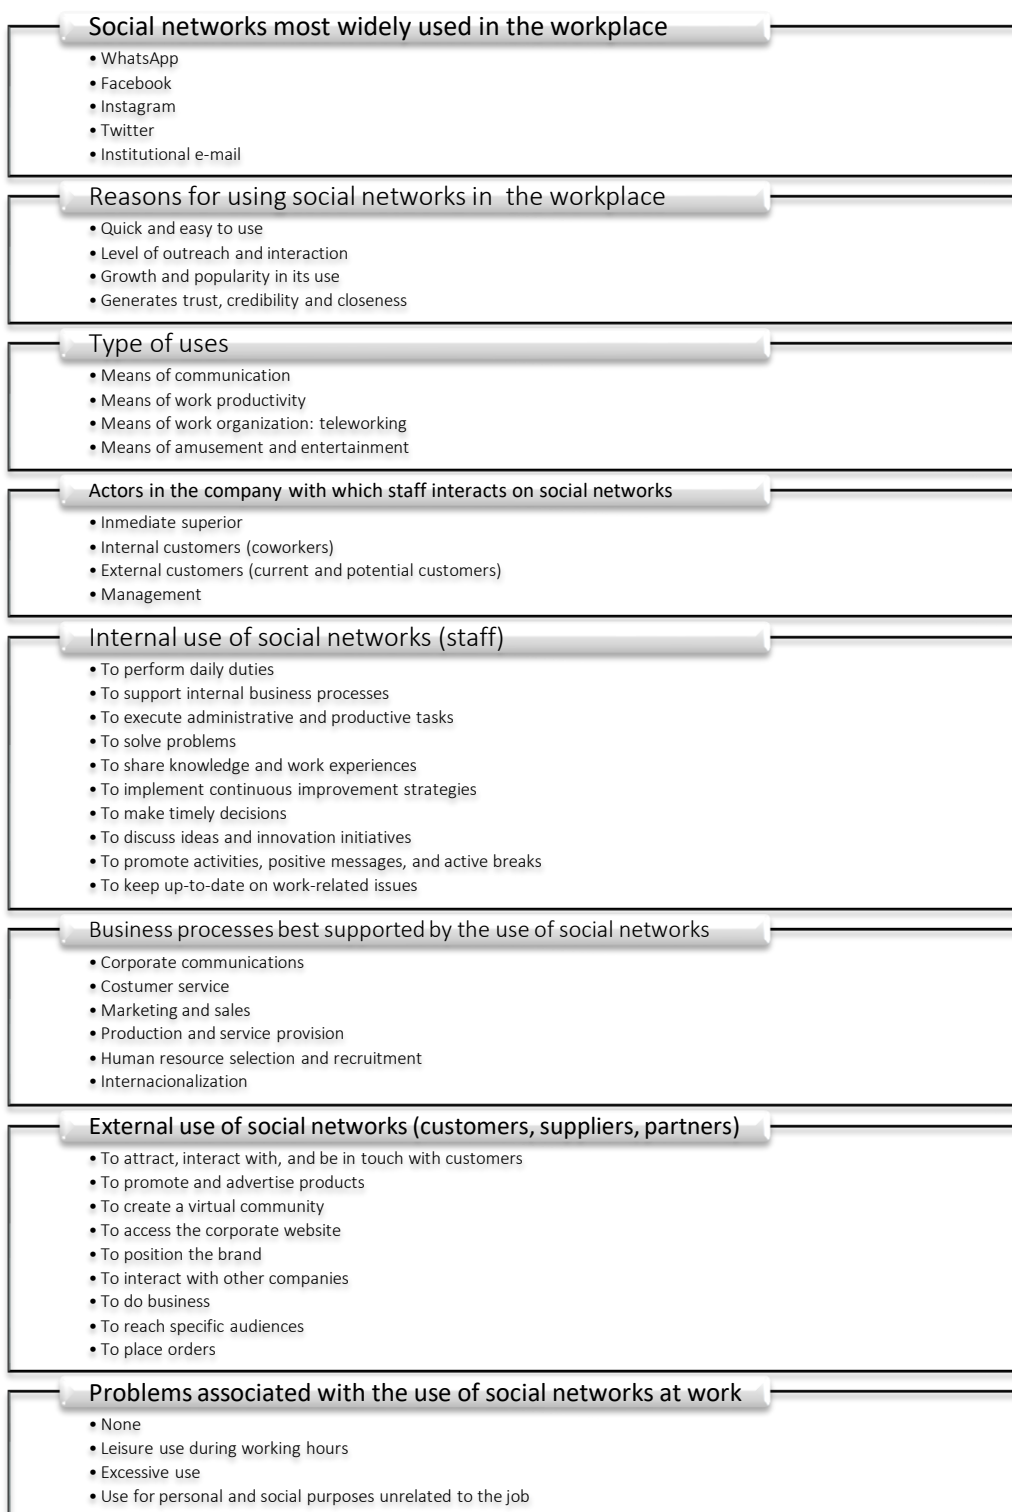 Social networks most widely used in the workplace
• WhatsApp
• Facebook
• Instagram
• Twitter
• Institutional e-mail
Reasons for using social networks in the workplace
• Quick and easy to use
• Level of outreach and interaction
• Growth and popularity in its use
• Generates trust, credibility and closeness
Type of uses
• Means of communication
• Means of work productivity
• Means of work organization: teleworking
• Means of amusement and entertainment
Actors in the company with which staff interacts on social networks
• Inmediate superior
• Internal customers (coworkers)
• External customers (current and potential customers)
• Management
Internal use of social networks (staff)
• To perform daily duties
• To support internal business processes
• To execute administrative and productive tasks
• To solve problems
• To share knowledge and work experiences
• To implement continuous improvement strategies
• To make timely decisions
• To discuss ideas and innovation initiatives
• To promote activities, positive messages, and active breaks
• To keep up-to-date on work-related issues
Business processes best supported by the use of social networks
• Corporate communications
• Costumer service
• Marketing and sales
• Production and service provision
• Human resource selection and recruitment
• Internacionalization
External use of social networks (customers, suppliers, partners)
• To attract, interact with, and be in touch with customers
• To promote and advertise products
• To create a virtual community
• To access the corporate website
• To position the brand
• To interact with other companies
• To do business
• To reach specific audiences
• To place orders
Problems associated with the use of social networks at work
• None
• Leisure use during working hours
• Excessive use
• Use for personal and social purposes unrelated to the job